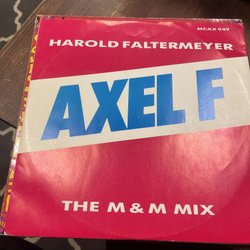 MCAX 949
HAROLD FALTERMEYER
AXEL F
THE M & M MIX